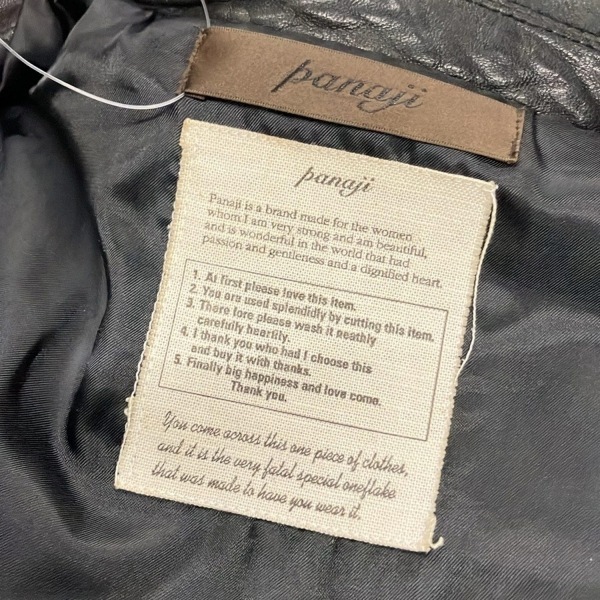 panaji
panaji
Panaji is a brand made for the women
whom I am very strong and am beautiful,
and is wonderful in the world that had
passion and gentleness and a dignified heart.
1. At first please love this item.
2. You are used splendidly by cutting this item.
3. There lore please wash it neathly
carefully heartily.
4. I thank you who had I choose this
and buy it with thanks.
5. Finally big happiness and love come.
Thank you.
You come across this one piece of clothes,
and it is the very fatal special oneflake
that was made to have you wear it.